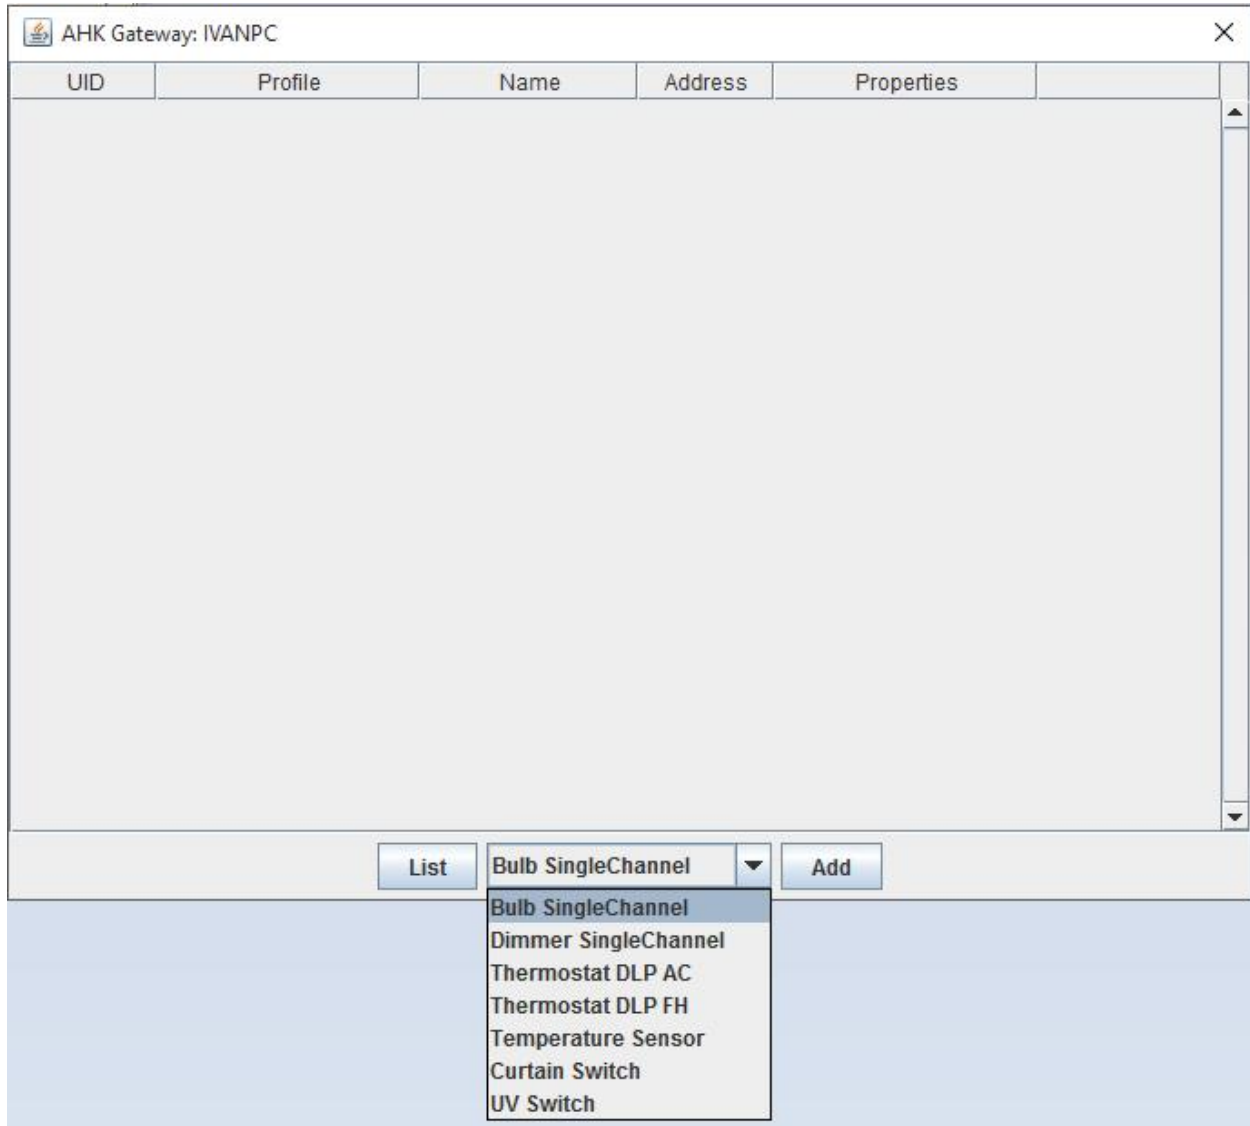 AHK Gateway: IVANPC
UID Profile Name Address Properties
List Bulb SingleChannel Add
Bulb SingleChannel
Dimmer SingleChannel
Thermostat DLP AC
Thermostat DLP FH
Temperature Sensor
Curtain Switch
UV Switch